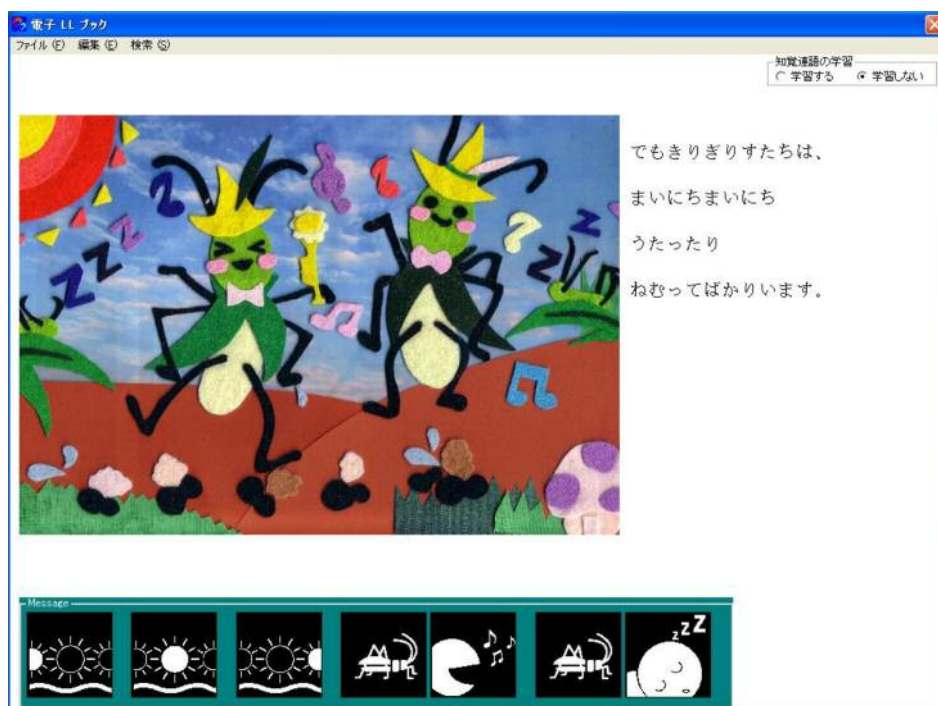 電子 LL ブック
ファイル (F) 編集 (E) 検索 (S)
知覚連語の学習
学習する 学習しない
でもきりぎりすたちは、
まいにちまいにち
うたったり
ねむってばかりいます。
Z Z Z
Z Z
Message
z z Z